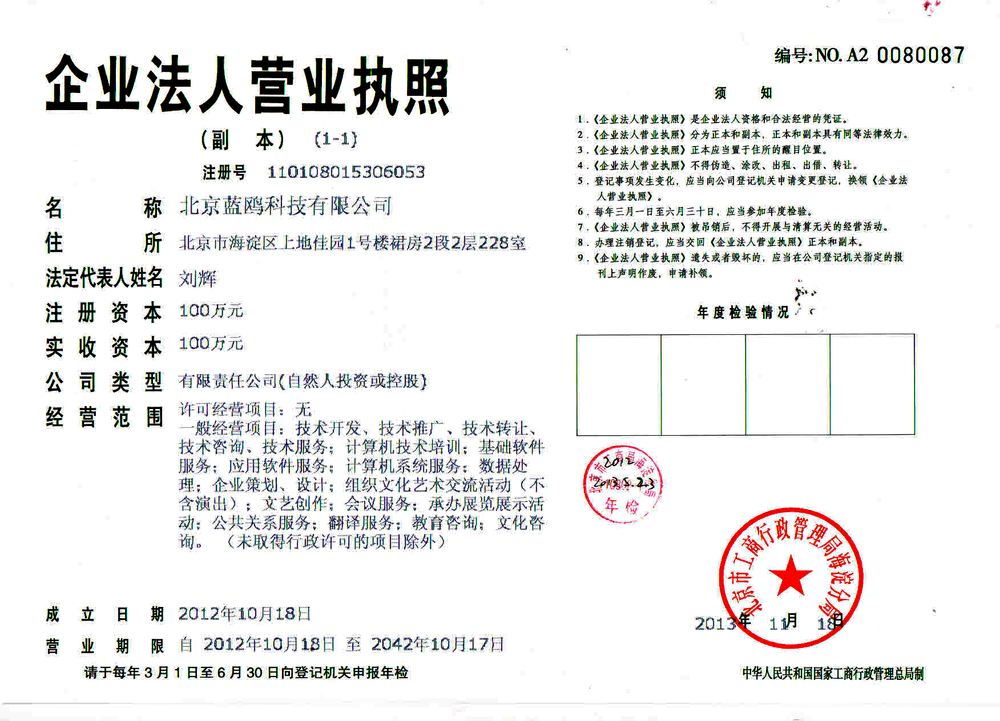 企业法人营业执照
（副 本） (1-1)
注册号 110108015306053
名称 北京蓝鸥科技有限公司
住所 北京市海淀区上地佳园1号楼裙房2段2层228室
法定代表人姓名 刘辉
注册资本 100万元
实收资本 100万元
公司类型 有限责任公司(自然人投资或控股)
经营范围 许可经营项目：无
一般经营项目：技术开发、技术推广、技术转让、
技术咨询、技术服务；计算机技术培训；基础软件
服务；应用软件服务；计算机系统服务；数据处
理；企业策划、设计；组织文化艺术交流活动（不
含演出）；文艺创作；会议服务；承办展览展示活
动；公共关系服务；翻译服务；教育咨询；文化咨
询。（未取得行政许可的项目除外）
成立日期 2012年10月18日
营业期限 自 2012年10月18日 至 2042年10月17日
请于每年3月1日至6月30日向登记机关申报年检
编号:NO. A2 0080087
须 知
1.《企业法人营业执照》是企业法人资格和合法经营的凭证。
2.《企业法人营业执照》分为正本和副本，正本和副本具有同等法律效力。
3.《企业法人营业执照》正本应当置于住所的醒目位置。
4.《企业法人营业执照》不得伪造、涂改、出租、出借、转让。
5. 登记事项发生变化，应当向公司登记机关申请变更登记，换领《企业法
人营业执照》。
6. 每年三月一日至六月三十日，应当参加年度检验。
7.《企业法人营业执照》被吊销后，不得开展与清算无关的经营活动。
8. 办理注销登记，应当交回《企业法人营业执照》正本和副本。
9.《企业法人营业执照》遗失或者毁坏的，应当在公司登记机关指定的报
刊上声明作废，申请补领。
年度检验情况
北京市工商局海淀分局
2012
2013.5.23
年检
北京市工商行政管理局海淀分局
2013年 11月 18日
中华人民共和国国家工商行政管理总局制